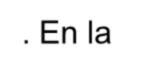 . En la